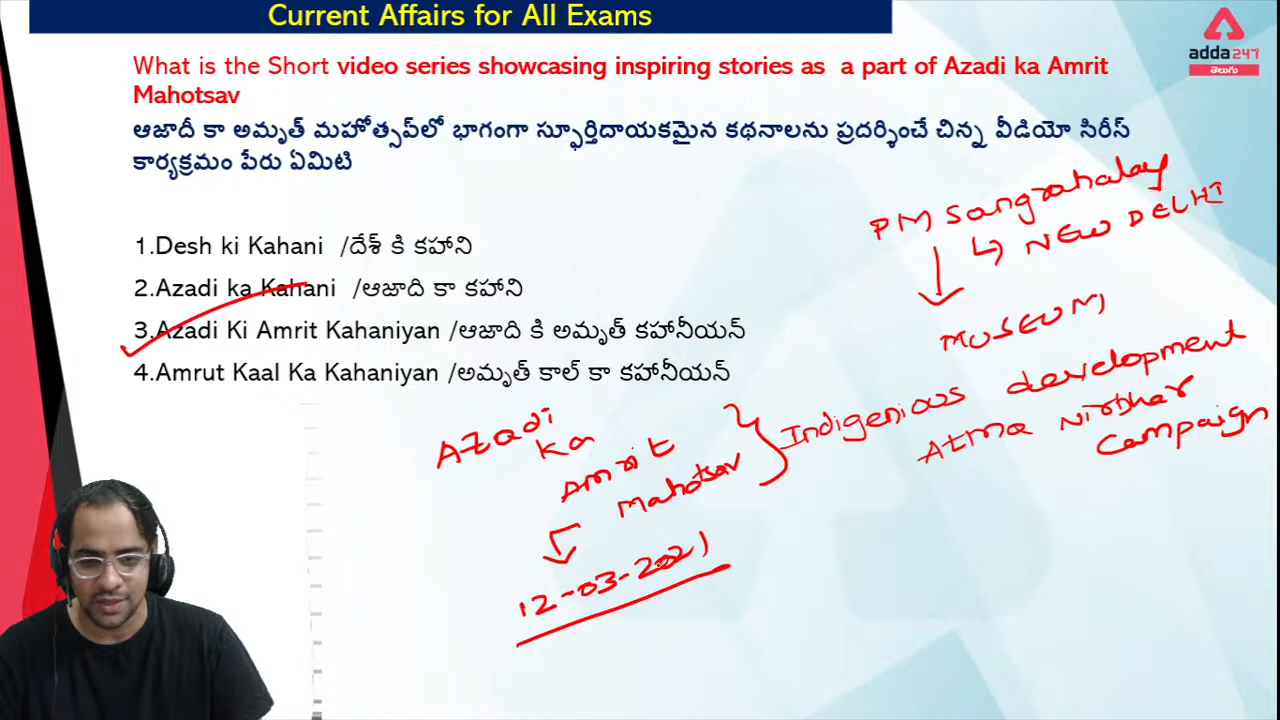 Current Affairs for All Exams
adda247
తెలుగు
What is the Short video series showcasing inspiring stories as a part of Azadi ka Amrit
Mahotsav
ఆజాదీ కా అమృత్ మహోత్సవ్‌లో భాగంగా స్ఫూర్తిదాయకమైన కథనాలను ప్రదర్శించే చిన్న వీడియో సిరీస్
కార్యక్రమం పేరు ఏమిటి
1.Desh ki Kahani /దేశ్ కి కహాని
2.Azadi ka Kahani /ఆజాది కా కహాని
3.Azadi Ki Amrit Kahaniyan /ఆజాది కి అమృత్ కహానీయన్
4.Amrut Kaal Ka Kahaniyan /అమృత్ కాల్ కా కహానీయన్
PM Sangrahalay
NEW DELHI
MUSEUM
Azadi
ka
Amrit
Mahotsav
12-03-2021
Indigenious development
Atma Nirbhar
Campaign